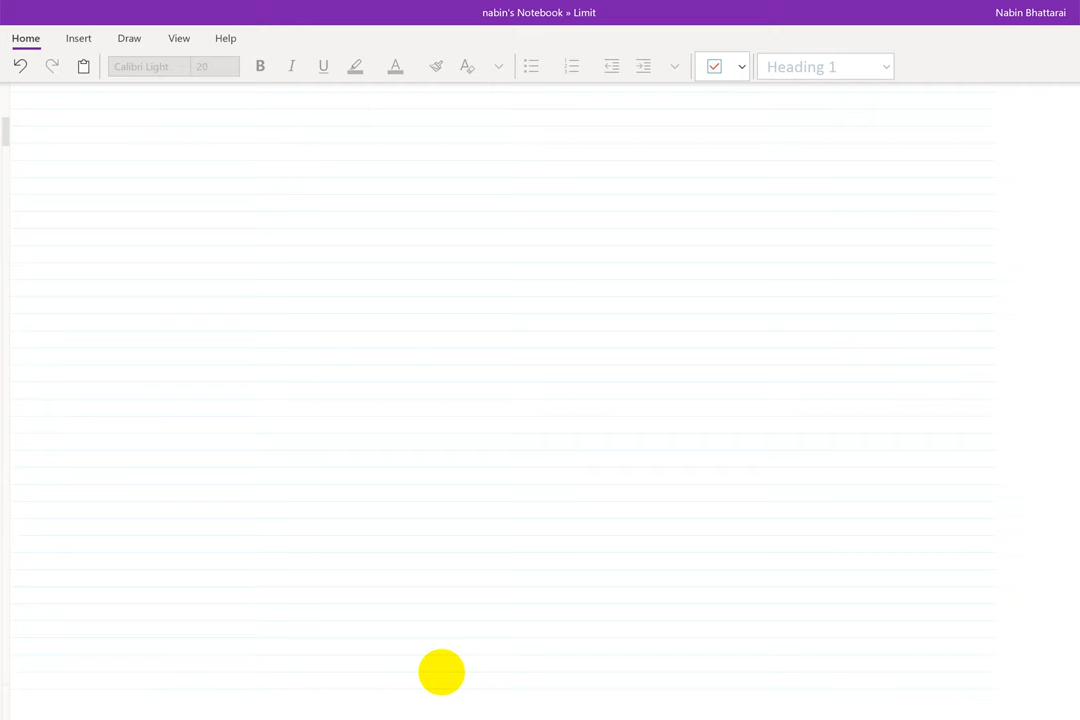 nabin's Notebook » Limit
Nabin Bhattarai
Home Insert Draw View Help
Calibri Light 20 B I U A A Heading 1